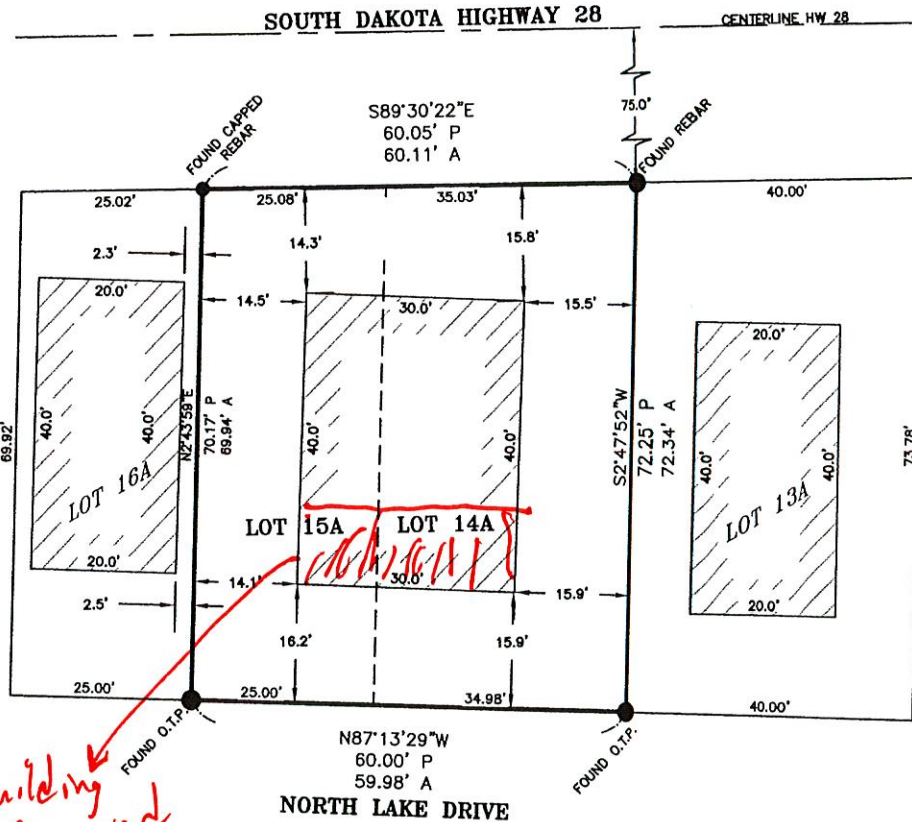 SOUTH DAKOTA HIGHWAY 28
CENTERLINE HW 28
75.0'
FOUND CAPPED
REBAR
S89°30'22"E
60.05' P
60.11' A
FOUND REBAR
25.02'
25.08'
35.03'
40.00'
2.3'
14.3'
15.8'
14.5'
30.0'
15.5'
20.0'
20.0'
69.92'
40.0'
40.0'
LOT 16A
20.0'
N2°43'59"E
70.17' P
69.94' A
40.0'
40.0'
S2°47'52"W
72.25' P
72.34' A
40.0'
40.0'
LOT 13A
20.0'
73.78'
LOT 15A
LOT 14A
2.5'
14.1'
30.0'
15.9'
16.2'
15.9'
25.00'
25.00'
34.98'
40.00'
FOUND O.T.P.
FOUND O.T.P.
N87°13'29"W
60.00' P
59.98' A
NORTH LAKE DRIVE